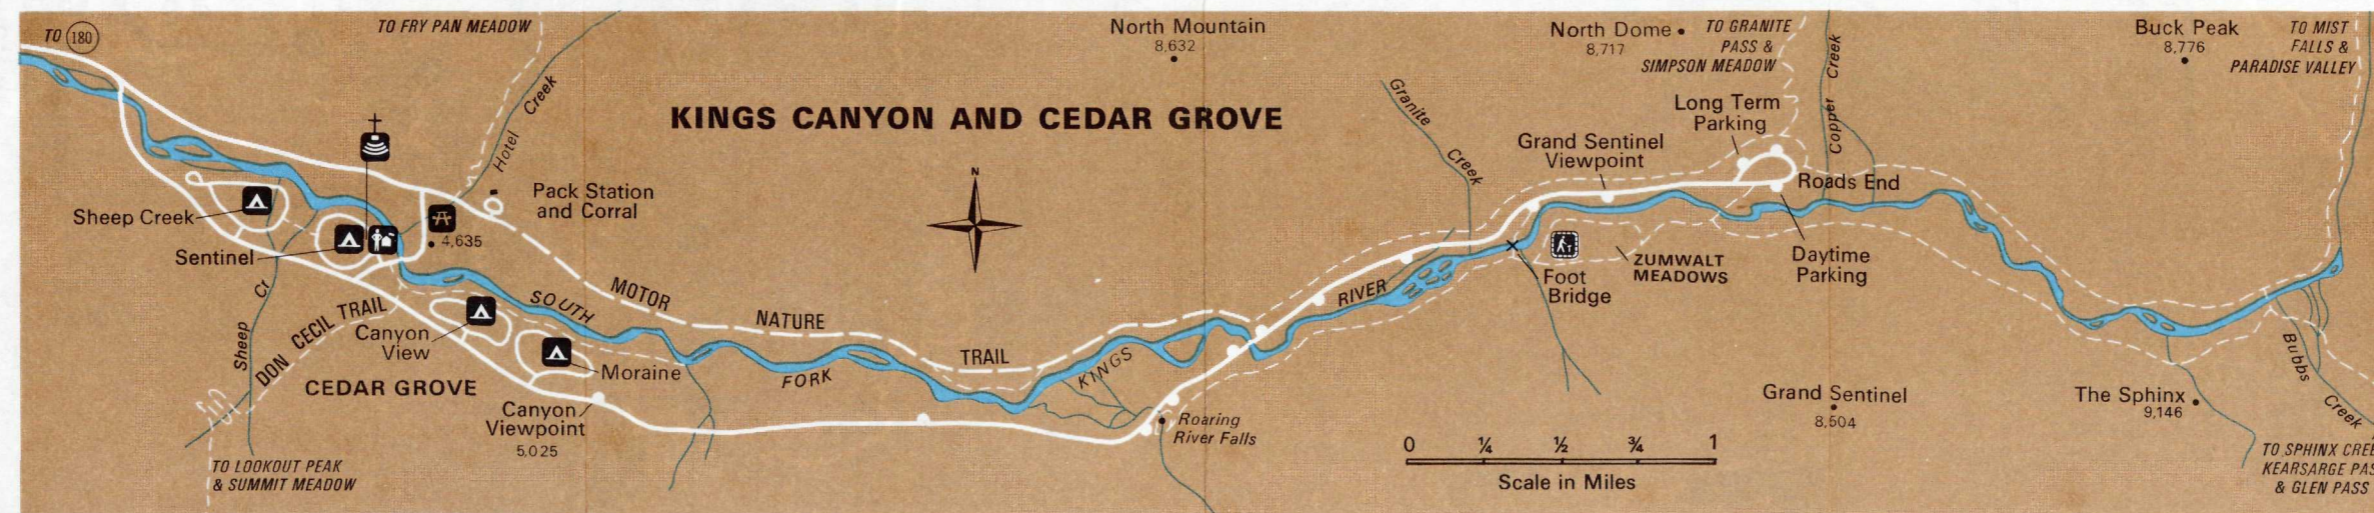 TO 180
TO FRY PAN MEADOW
North Mountain
8,632
North Dome
8,717
TO GRANITE
PASS &
SIMPSON MEADOW
Copper Creek
Buck Peak
8,776
TO MIST
FALLS &
PARADISE VALLEY
KINGS CANYON AND CEDAR GROVE
Hotel Creek
Granite Creek
Long Term
Parking
Grand Sentinel
Viewpoint
Roads End
Pack Station
and Corral
N
Sheep Creek
Sentinel
4,635
Foot
Bridge
ZUMWALT
MEADOWS
Daytime
Parking
Sheep Cr
DON CECIL TRAIL
Canyon
View
CEDAR GROVE
Moraine
MOTOR NATURE TRAIL
SOUTH FORK KINGS RIVER
Canyon
Viewpoint
5,025
Roaring
River Falls
Grand Sentinel
8,504
The Sphinx
9,146
Bubbs Creek
0 ¼ ½ ¾ 1
Scale in Miles
TO LOOKOUT PEAK
& SUMMIT MEADOW
TO SPHINX CREE
KEARSARGE PAS
& GLEN PASS